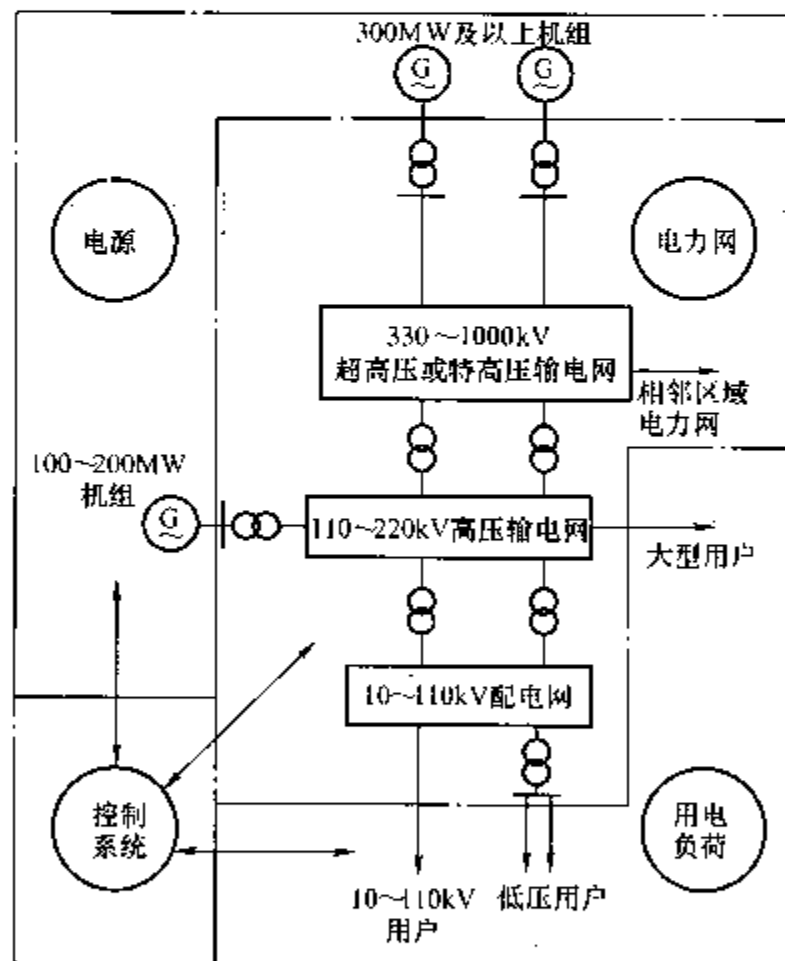 300MW及以上机组
G
G
电源
电力网
330～1000kV
超高压或特高压输电网
相邻区域
电力网
100～200MW
机组
G
110～220kV高压输电网
大型用户
10～110kV配电网
控制
系统
用电
负荷
10～110kV
用户
低压用户